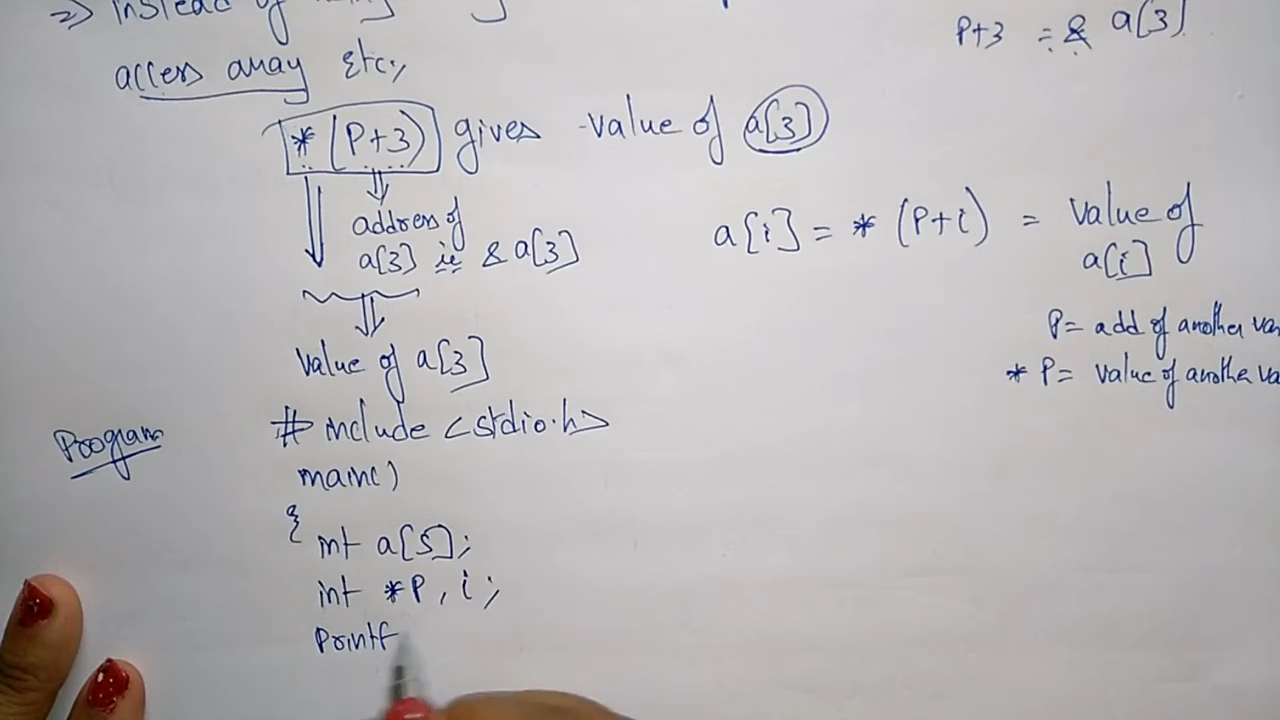 => instead of
access array Etc.,
P+3 = & a[3]
*(P+3) gives value of a[3]
address of
a[3] ie & a[3]
value of a[3]
a[i] = * (P+i) = value of
a[i]
P= add of another va
* P= value of another va
Program
# include <stdio.h>
main()
{ int a[5];
int *P, i;
Printf